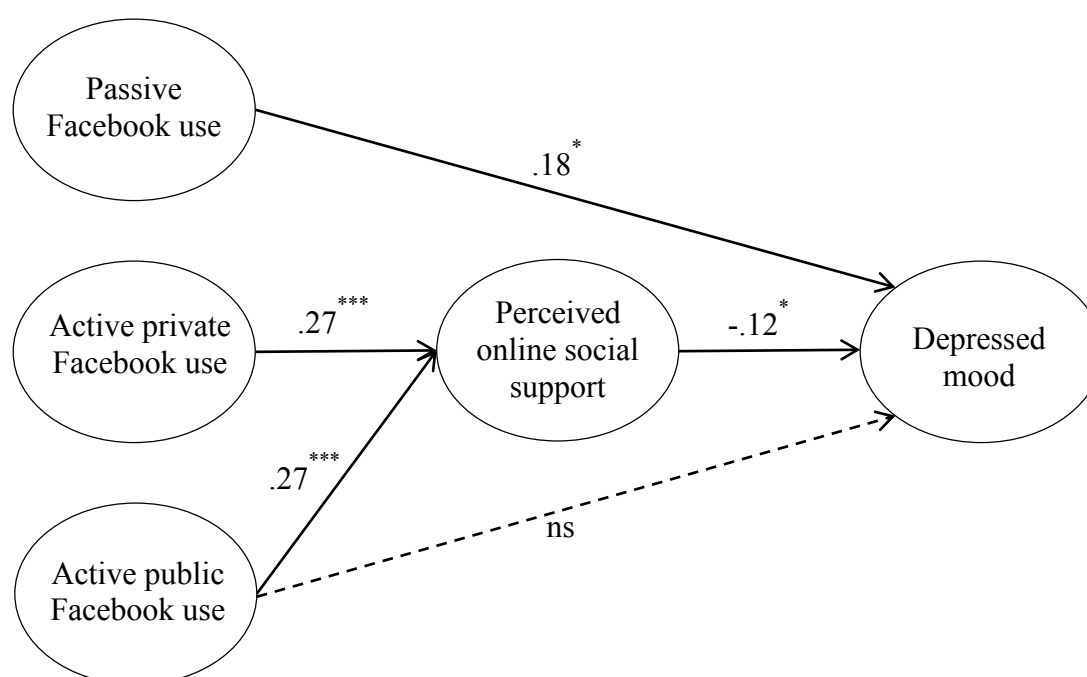 Passive
Facebook use
.18*
Active private
Facebook use
.27***
Perceived
online social
support
-.12*
Depressed
mood
.27***
ns
Active public
Facebook use